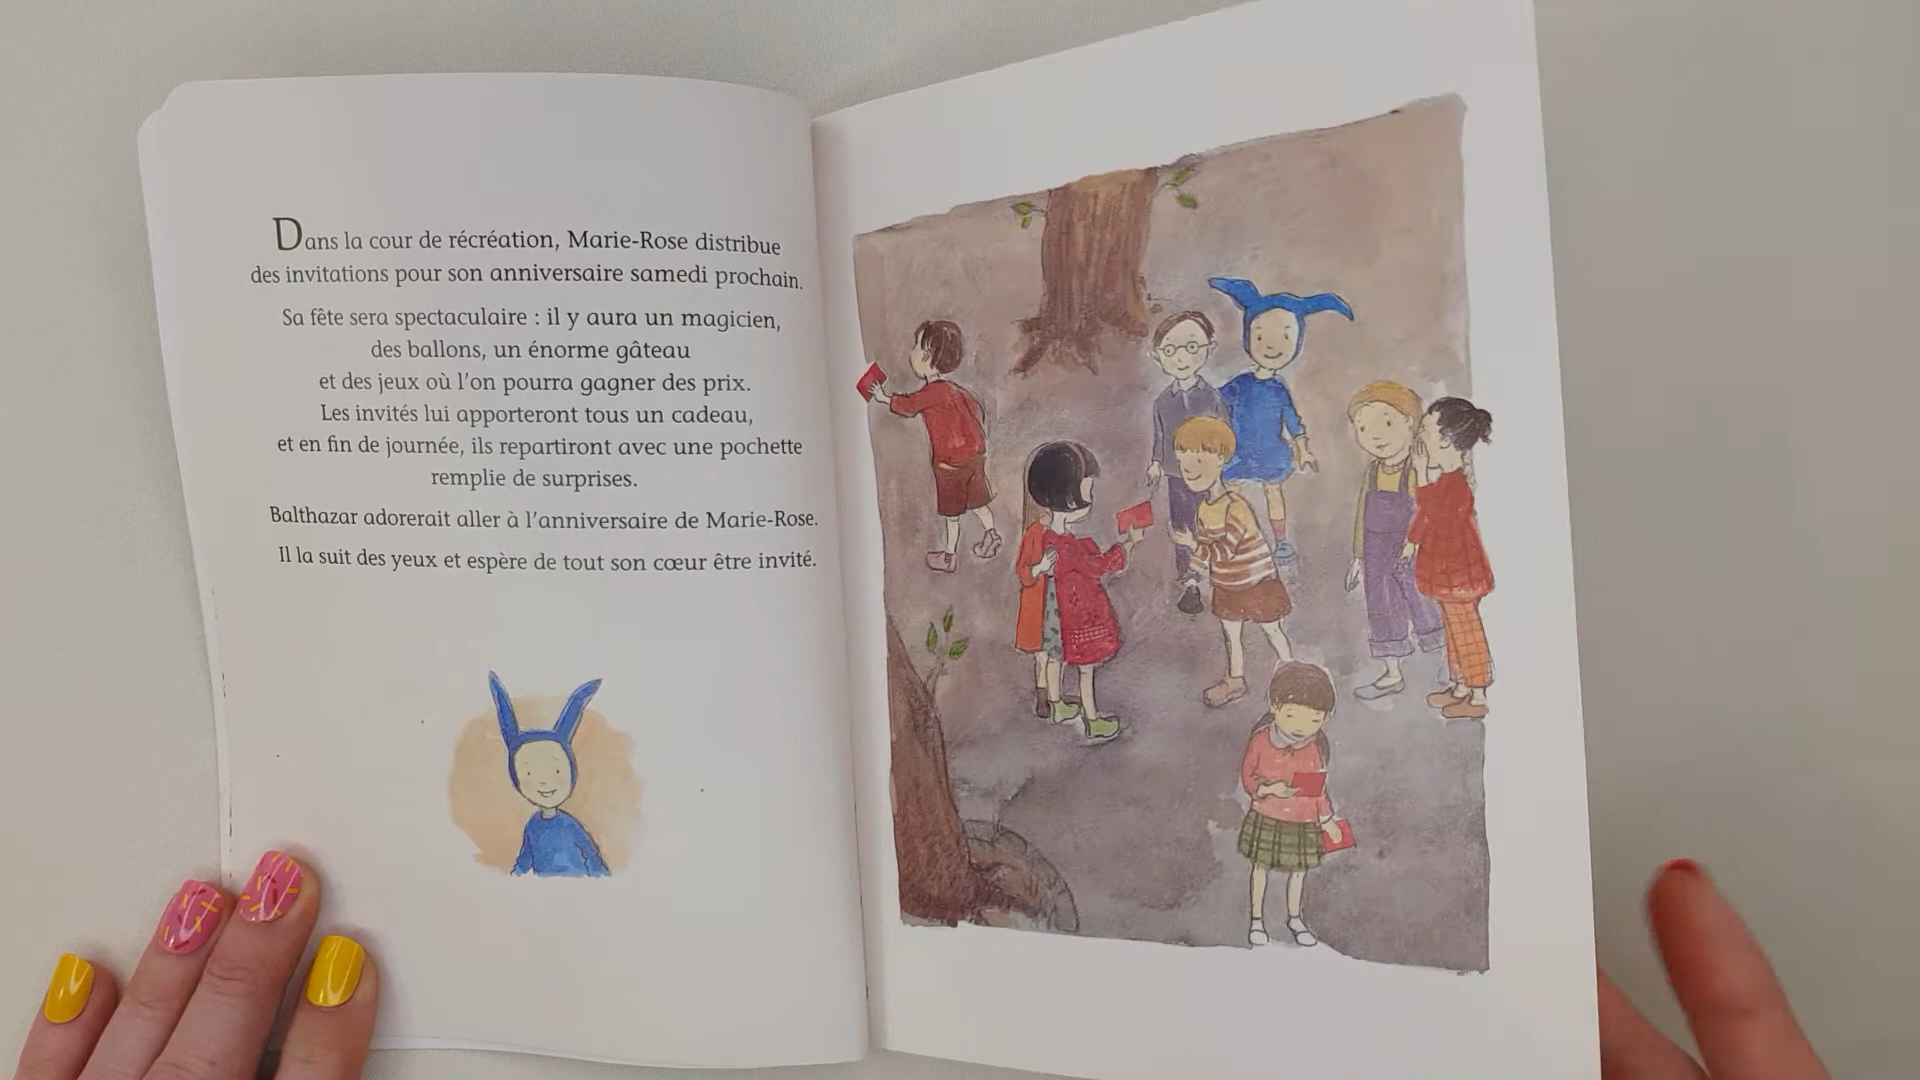 Dans la cour de récréation, Marie-Rose distribue
des invitations pour son anniversaire samedi prochain.
Sa fête sera spectaculaire : il y aura un magicien,
des ballons, un énorme gâteau
et des jeux où l'on pourra gagner des prix.
Les invités lui apporteront tous un cadeau,
et en fin de journée, ils repartiront avec une pochette
remplie de surprises.
Balthazar adorerait aller à l'anniversaire de Marie-Rose.
Il la suit des yeux et espère de tout son cœur être invité.